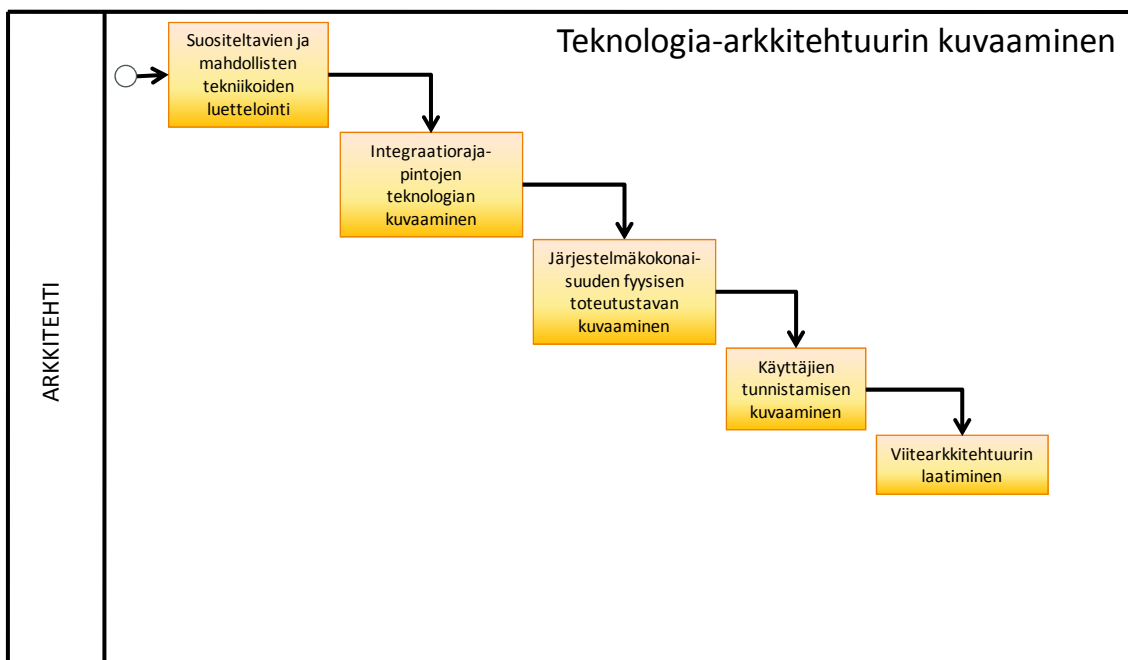 Teknologia-arkkitehtuurin kuvaaminen
ARKKITEHTI
Suositeltavien ja
mahdollisten
tekniikoiden
luettelointi
Integraatioraja-
pintojen
teknologian
kuvaaminen
Järjestelmäkokonai-
suuden fyysisen
toteutustavan
kuvaaminen
Käyttäjien
tunnistamisen
kuvaaminen
Viitearkkitehtuurin
laatiminen